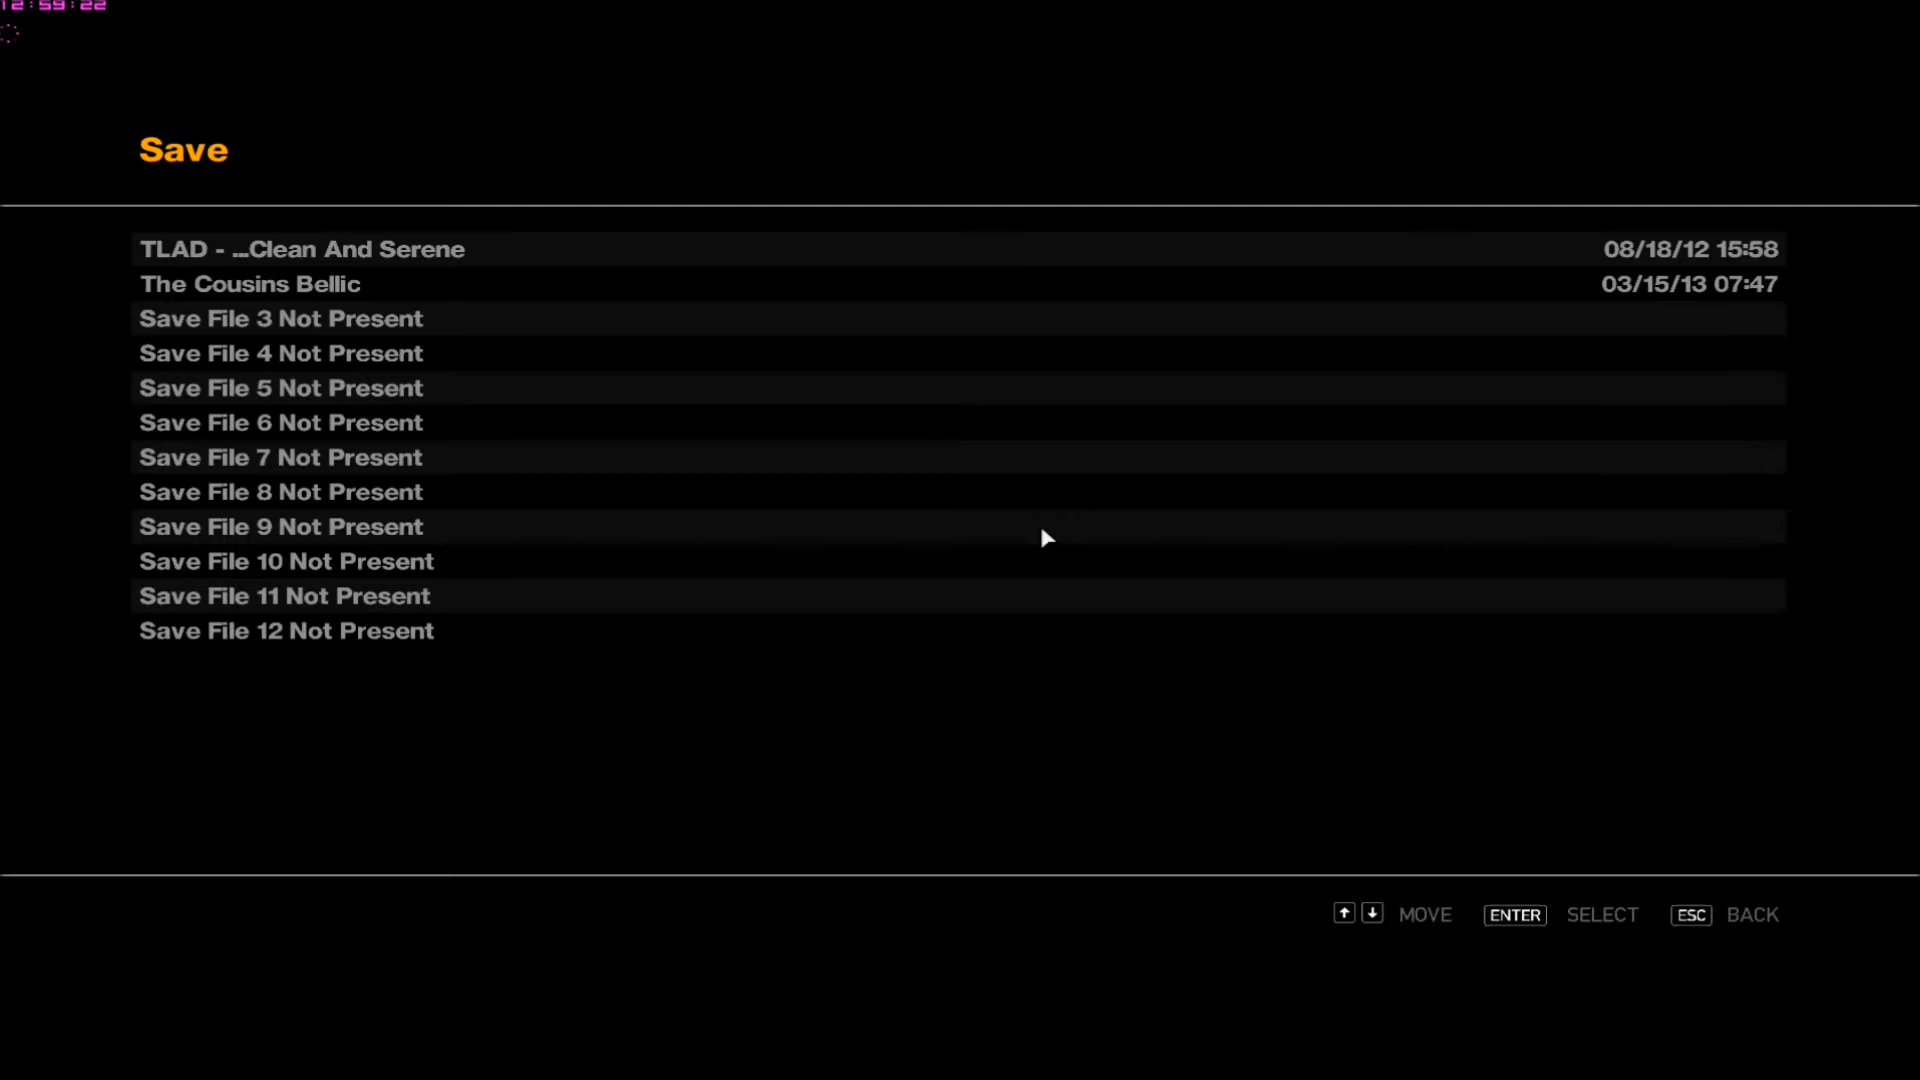 12:59:22
Save
TLAD - ...Clean And Serene 08/18/12 15:58
The Cousins Bellic 03/15/13 07:47
Save File 3 Not Present
Save File 4 Not Present
Save File 5 Not Present
Save File 6 Not Present
Save File 7 Not Present
Save File 8 Not Present
Save File 9 Not Present
Save File 10 Not Present
Save File 11 Not Present
Save File 12 Not Present
↑ ↓ MOVE ENTER SELECT ESC BACK